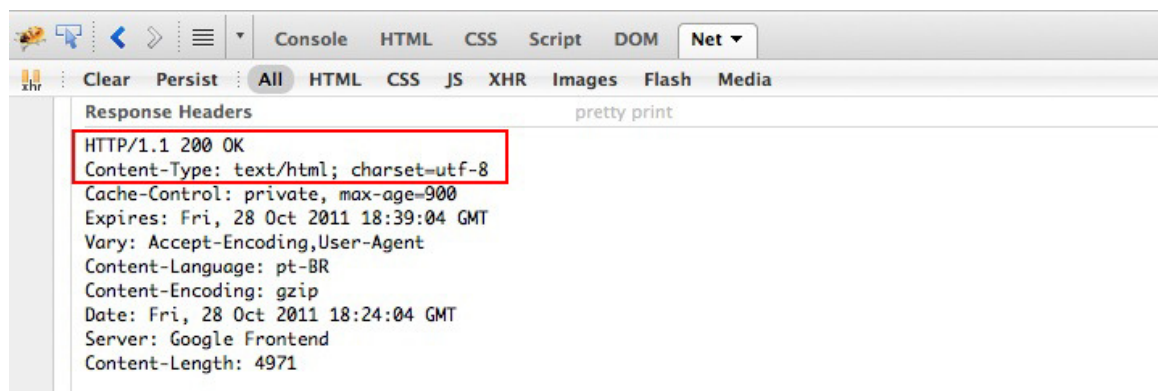 Console HTML CSS Script DOM Net
xhr Clear Persist All HTML CSS JS XHR Images Flash Media
Response Headers pretty print
HTTP/1.1 200 OK
Content-Type: text/html; charset=utf-8
Cache-Control: private, max-age=900
Expires: Fri, 28 Oct 2011 18:39:04 GMT
Vary: Accept-Encoding,User-Agent
Content-Language: pt-BR
Content-Encoding: gzip
Date: Fri, 28 Oct 2011 18:24:04 GMT
Server: Google Frontend
Content-Length: 4971